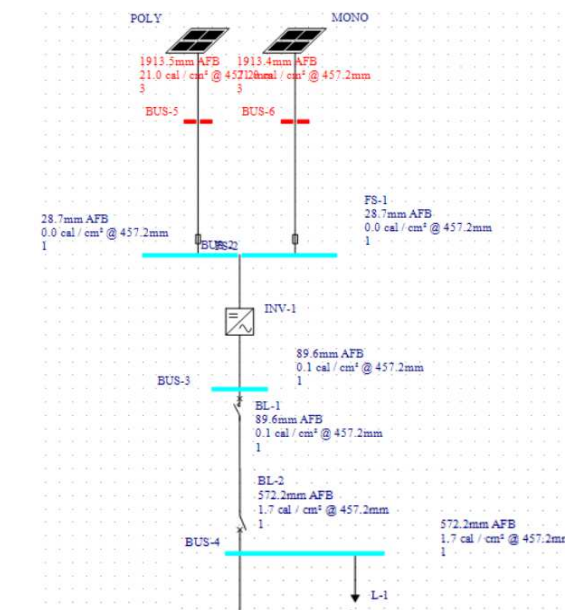 POLY
MONO
1913.5mm AFB
21.0 cal / cm² @ 457.2mm
3
1913.4mm AFB
cal / cm² @ 457.2mm
3
BUS-5
BUS-6
28.7mm AFB
0.0 cal / cm² @ 457.2mm
1
FS-1
28.7mm AFB
0.0 cal / cm² @ 457.2mm
1
INV-1
89.6mm AFB
0.1 cal / cm² @ 457.2mm
1
BUS-3
BL-1
89.6mm AFB
0.1 cal / cm² @ 457.2mm
1
BL-2
572.2mm AFB
1.7 cal / cm² @ 457.2mm
1
BUS-4
572.2mm AFB
1.7 cal / cm² @ 457.2mm
1
L-1